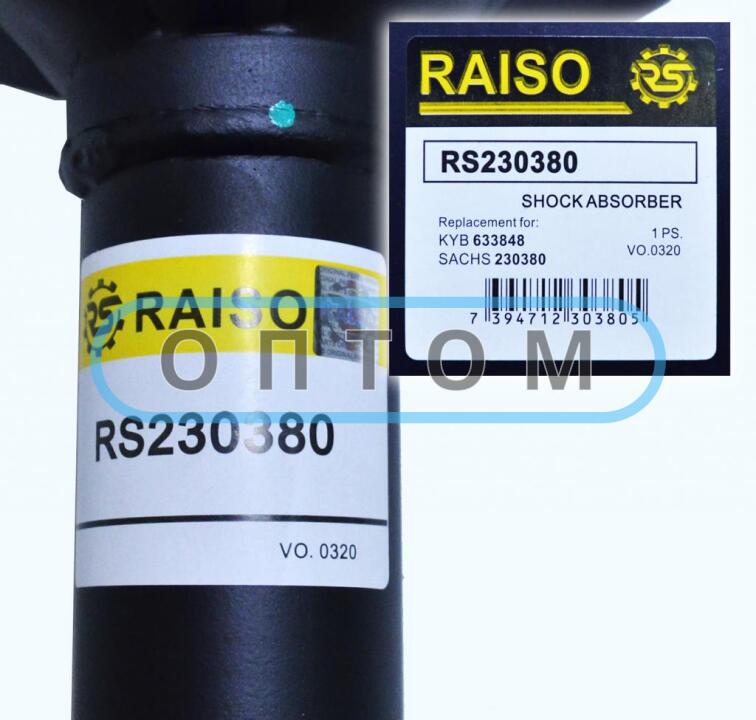 RAISO RS
RS230380
SHOCK ABSORBER
Replacement for:
KYB 633848
SACHS 230380
1 PS.
VO.0320
7 394712 303805
RS RAISO
ОПТОМ
RS230380
VO. 0320